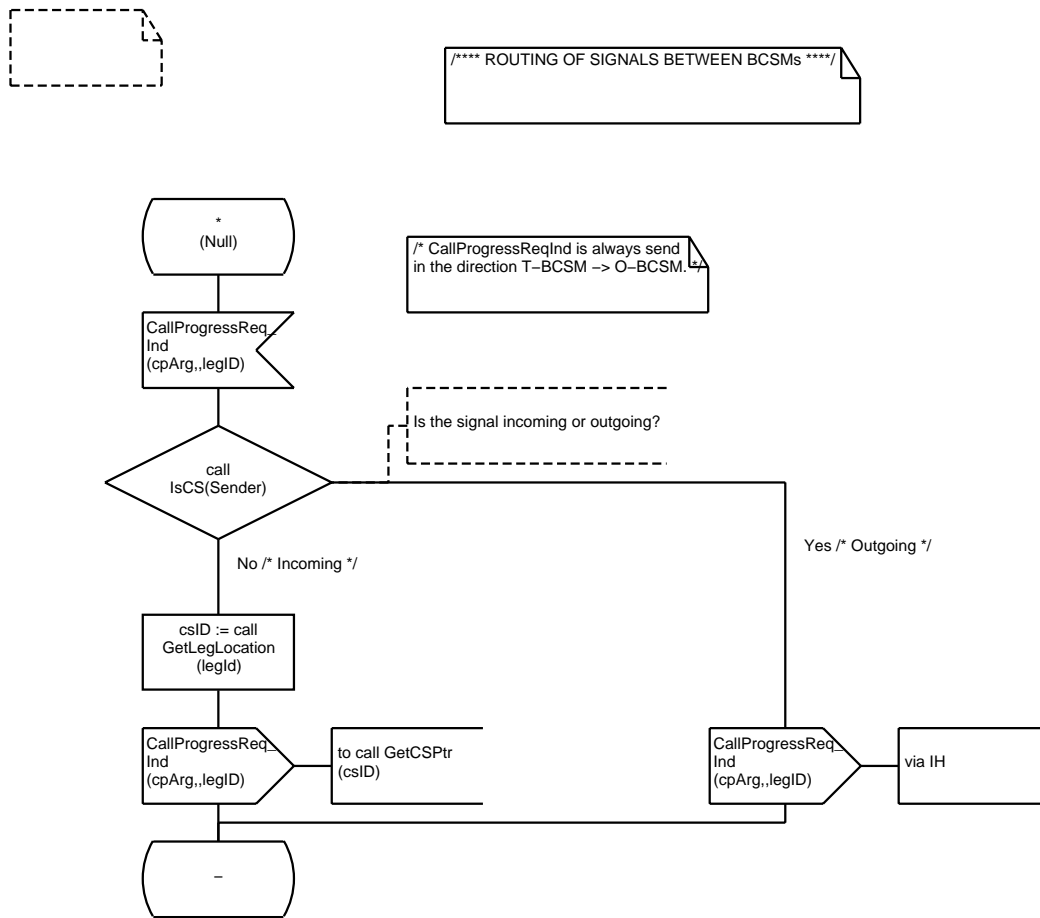 /**** ROUTING OF SIGNALS BETWEEN BCSMs ****/
*
(Null)
/* CallProgressReqInd is always send
in the direction T−BCSM −> O−BCSM. */
CallProgressReq_
Ind
(cpArg,,legID)
Is the signal incoming or outgoing?
call
IsCS(Sender)
Yes /* Outgoing */
No /* Incoming */
csID := call
GetLegLocation
(legId)
CallProgressReq_
Ind
(cpArg,,legID)
to call GetCSPtr
(csID)
CallProgressReq_
Ind
(cpArg,,legID)
via IH
−